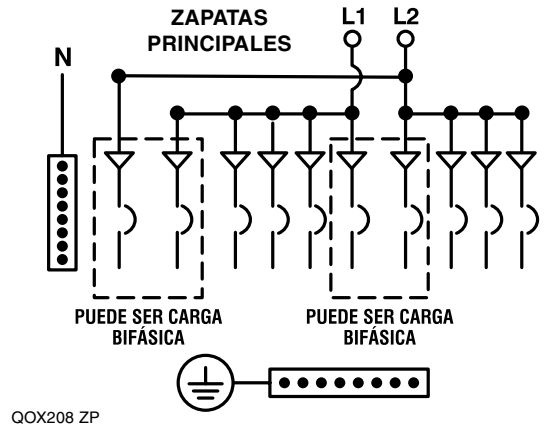 ZAPATAS
PRINCIPALES
L1 L2
N
PUEDE SER CARGA
BIFÁSICA
PUEDE SER CARGA
BIFÁSICA
QOX208 ZP